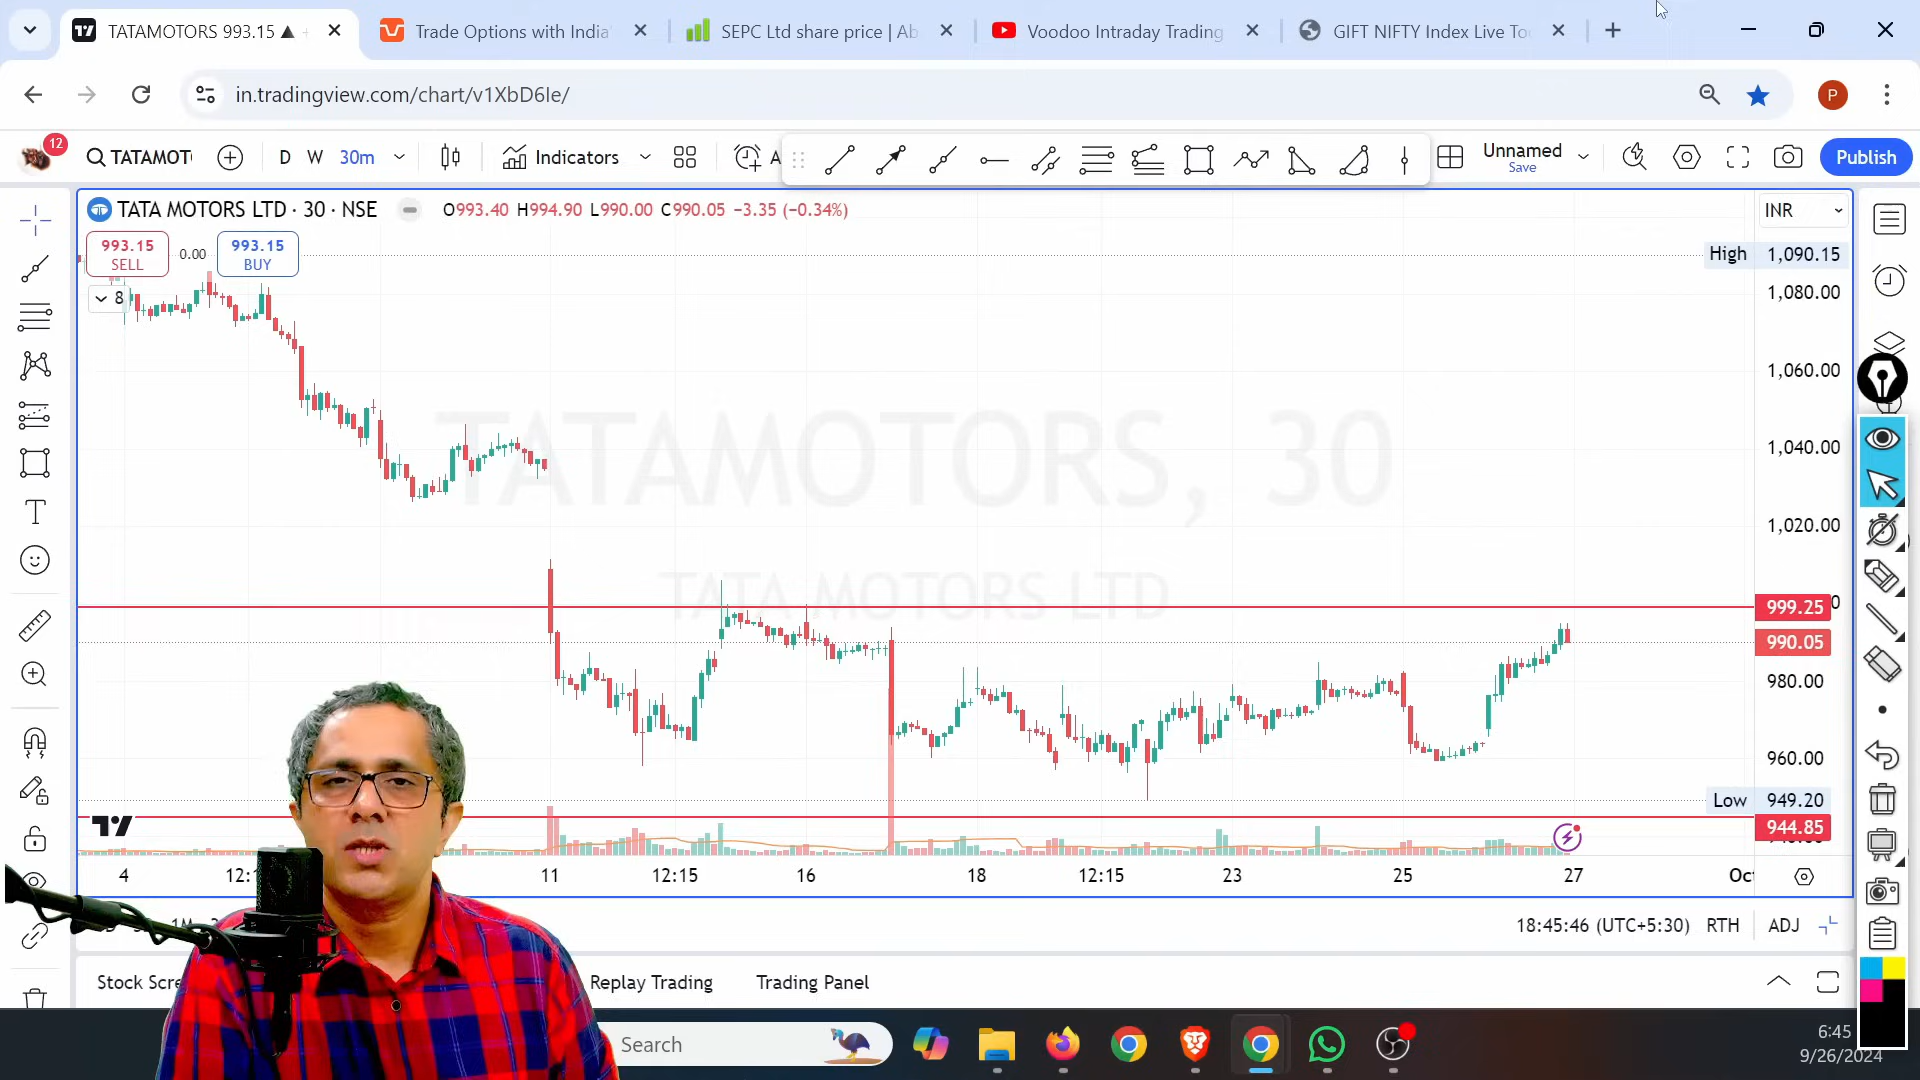 TATAMOTORS 993.15 ▲ +
Trade Options with India
SEPC Ltd share price | Ab
Voodoo Intraday Trading
GIFT NIFTY Index Live To
in.tradingview.com/chart/v1XbD6Ie/
P
12
TATAMOT
D W 30m
Indicators
A
Unnamed
Save
Publish
TATA MOTORS LTD · 30 · NSE
O993.40 H994.90 L990.00 C990.05 −3.35 (−0.34%)
INR
993.15
SELL
0.00
993.15
BUY
8
High 1,090.15
1,080.00
1,060.00
1,040.00
1,020.00
999.25
990.05
980.00
960.00
Low 949.20
944.85
TATAMOTORS, 30
TATA MOTORS LTD
4
11
12:15
16
18
12:15
23
25
27
Oct
1M
18:45:46 (UTC+5:30)
RTH
ADJ
Stock Scre
Replay Trading
Trading Panel
Search
6:45
9/26/2024